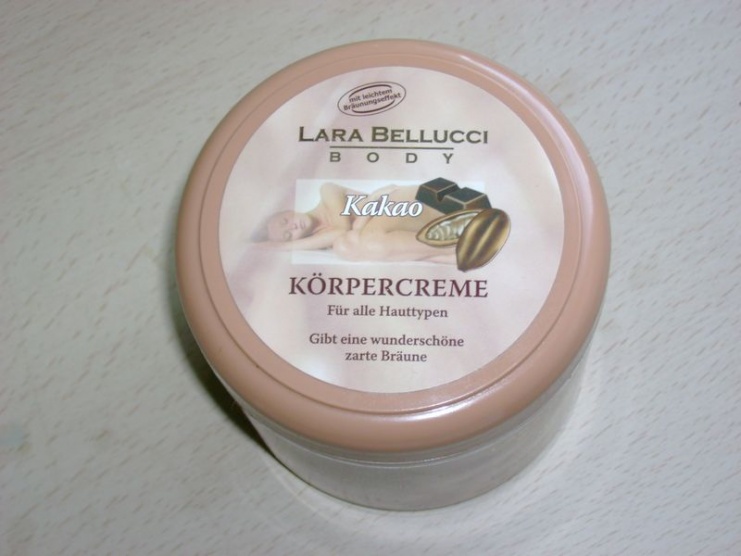 mit leichtem
Bräunungseffekt
LARA BELLUCCI
BODY
Kakao
KÖRPERCREME
Für alle Hauttypen
Gibt eine wunderschöne
zarte Bräune